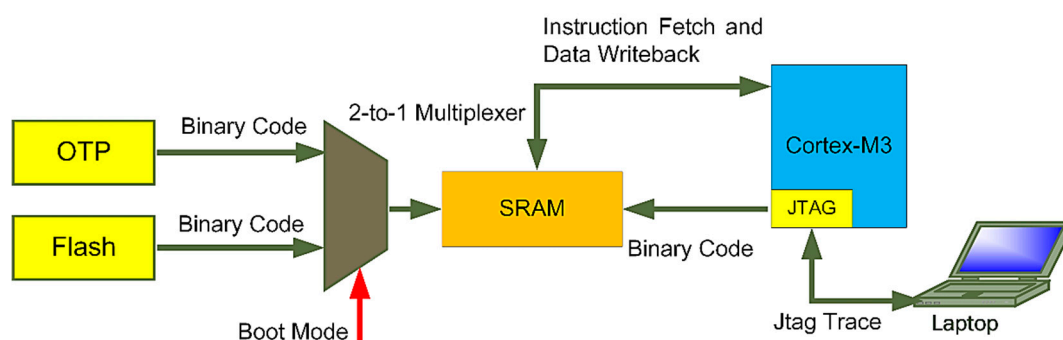 Instruction Fetch and
Data Writeback
2-to-1 Multiplexer
Binary Code
OTP
Cortex-M3
SRAM
JTAG
Binary Code
Flash
Binary Code
Boot Mode
Jtag Trace
Laptop